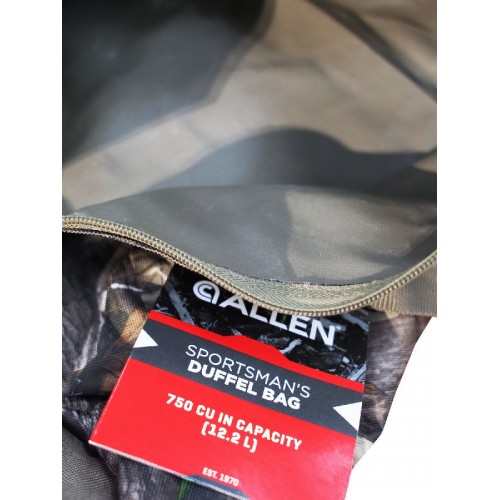 ALLEN
SPORTSMAN'S
DUFFEL BAG
750 CU IN CAPACITY
(12.2 L)
EST. 1970